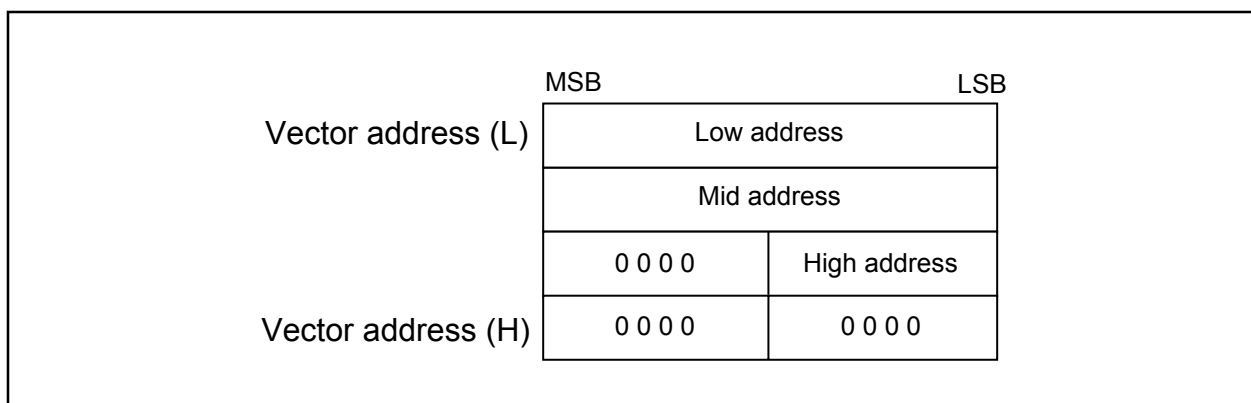 MSB LSB
Vector address (L) Low address
Mid address
0 0 0 0 High address
Vector address (H) 0 0 0 0 0 0 0 0